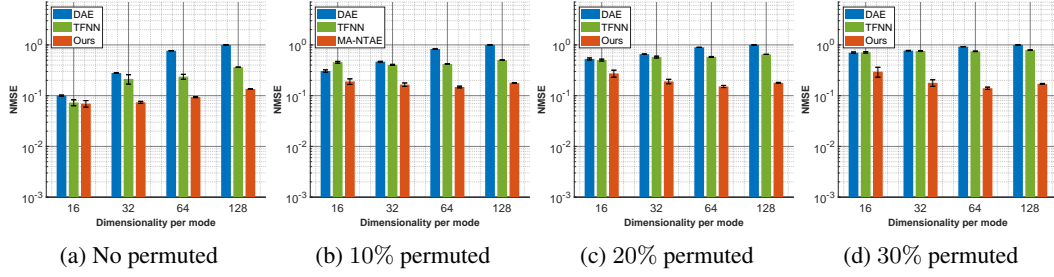 DAE
TFNN
Ours
NMSE
10^0
10^-1
10^-2
10^-3
16 32 64 128
Dimensionality per mode
(a) No permuted
DAE
TFNN
MA-NTAE
NMSE
10^0
10^-1
10^-2
10^-3
16 32 64 128
Dimensionality per mode
(b) 10% permuted
DAE
TFNN
Ours
NMSE
10^0
10^-1
10^-2
10^-3
16 32 64 128
Dimensionality per mode
(c) 20% permuted
DAE
TFNN
Ours
NMSE
10^0
10^-1
10^-2
10^-3
16 32 64 128
Dimensionality per mode
(d) 30% permuted